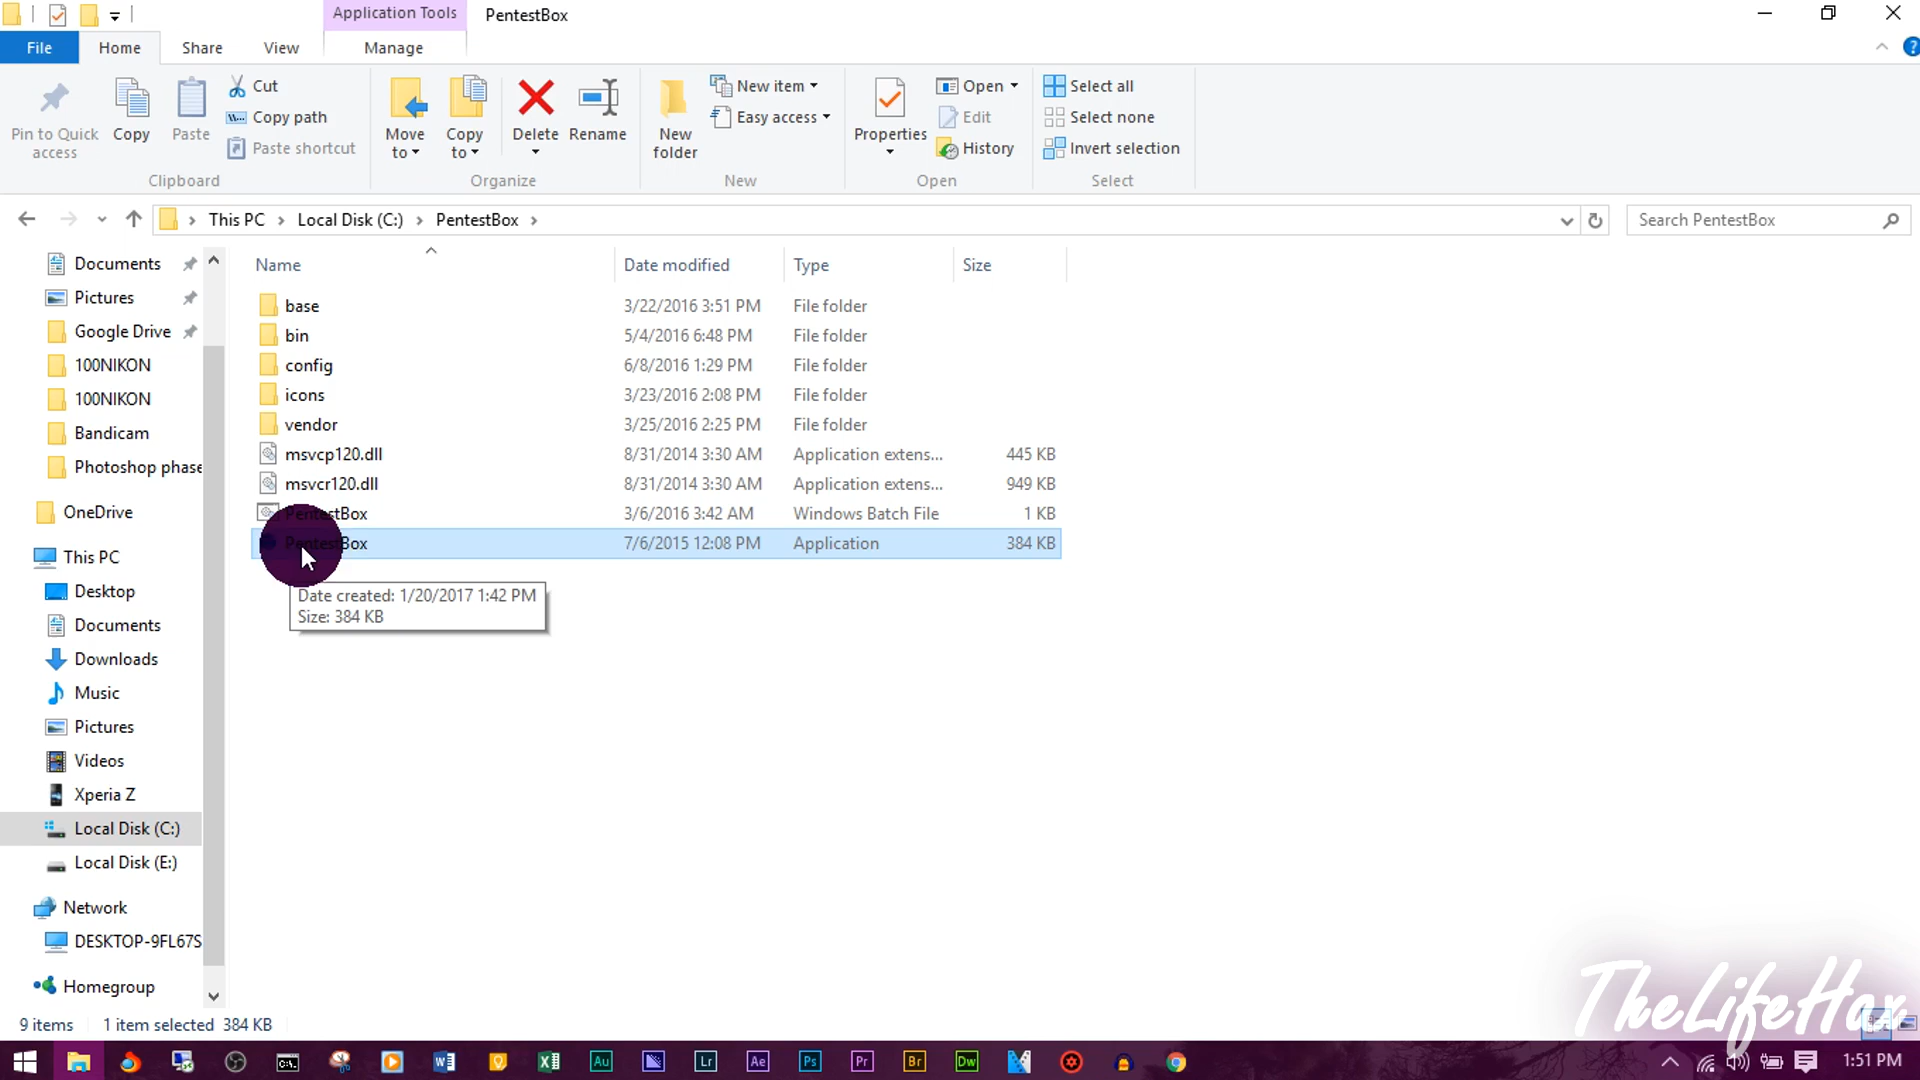 Application Tools PentestBox
File Home Share View Manage
Pin to Quick access
Copy
Paste
Cut
Copy path
Paste shortcut
Clipboard
Move to
Copy to
Delete
Rename
Organize
New folder
New item
Easy access
New
Properties
Open
Edit
History
Open
Select all
Select none
Invert selection
Select
This PC Local Disk (C:) PentestBox
Search PentestBox
Documents
Pictures
Google Drive
100NIKON
100NIKON
Bandicam
Photoshop phase
OneDrive
This PC
Desktop
Documents
Downloads
Music
Pictures
Videos
Xperia Z
Local Disk (C:)
Local Disk (E:)
Network
DESKTOP-9FL67S
Homegroup
Name Date modified Type Size
base 3/22/2016 3:51 PM File folder
bin 5/4/2016 6:48 PM File folder
config 6/8/2016 1:29 PM File folder
icons 3/23/2016 2:08 PM File folder
vendor 3/25/2016 2:25 PM File folder
msvcp120.dll 8/31/2014 3:30 AM Application extens... 445 KB
msvcr120.dll 8/31/2014 3:30 AM Application extens... 949 KB
PentestBox 3/6/2016 3:42 AM Windows Batch File 1 KB
PentestBox 7/6/2015 12:08 PM Application 384 KB
Date created: 1/20/2017 1:42 PM
Size: 384 KB
9 items 1 item selected 384 KB
TheLifeHax
Au Lr Ae Ps Pr Br Dw
1:51 PM